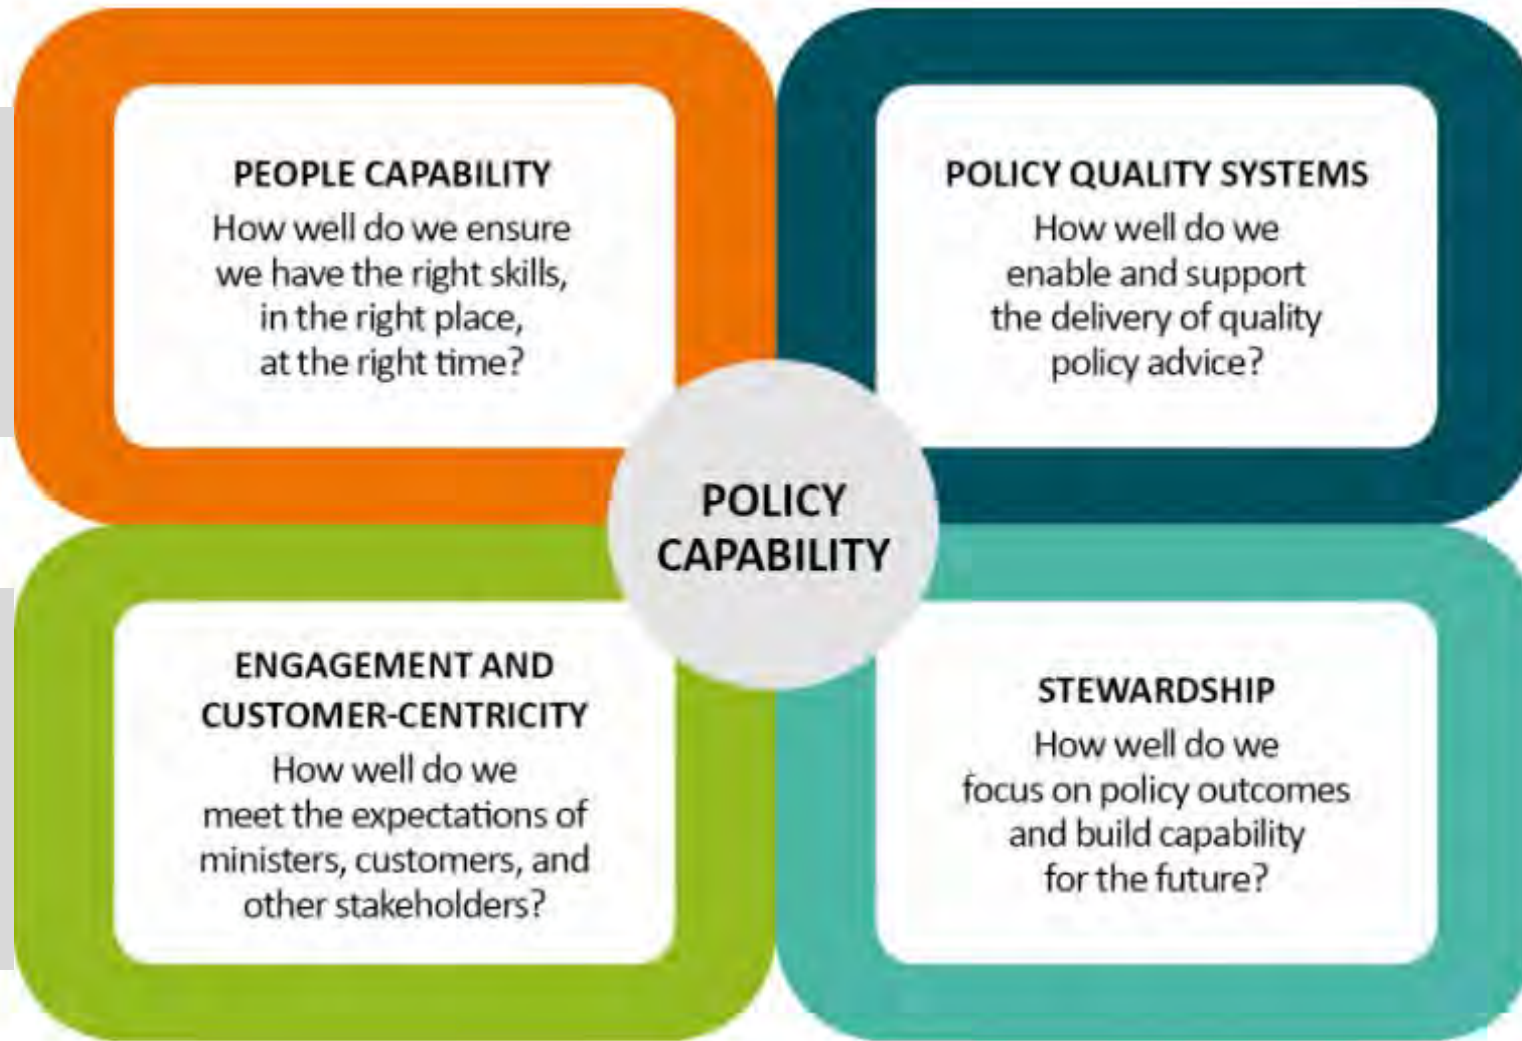 PEOPLE CAPABILITY
How well do we ensure
we have the right skills,
in the right place,
at the right time?
POLICY QUALITY SYSTEMS
How well do we
enable and support
the delivery of quality
policy advice?
POLICY
CAPABILITY
ENGAGEMENT AND
CUSTOMER-CENTRICITY
How well do we
meet the expectations of
ministers, customers, and
other stakeholders?
STEWARDSHIP
How well do we
focus on policy outcomes
and build capability
for the future?